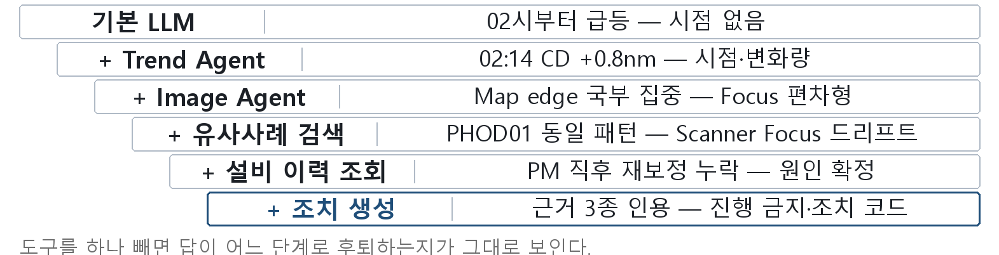 기본 LLM 02시부터 급등 — 시점 없음
+ Trend Agent 02:14 CD +0.8nm — 시점·변화량
+ Image Agent Map edge 국부 집중 — Focus 편차형
+ 유사사례 검색 PHOD01 동일 패턴 — Scanner Focus 드리프트
+ 설비 이력 조회 PM 직후 재보정 누락 — 원인 확정
+ 조치 생성 근거 3종 인용 — 진행 금지·조치 코드
도구를 하나 빼면 답이 어느 단계로 후퇴하는지가 그대로 보인다.